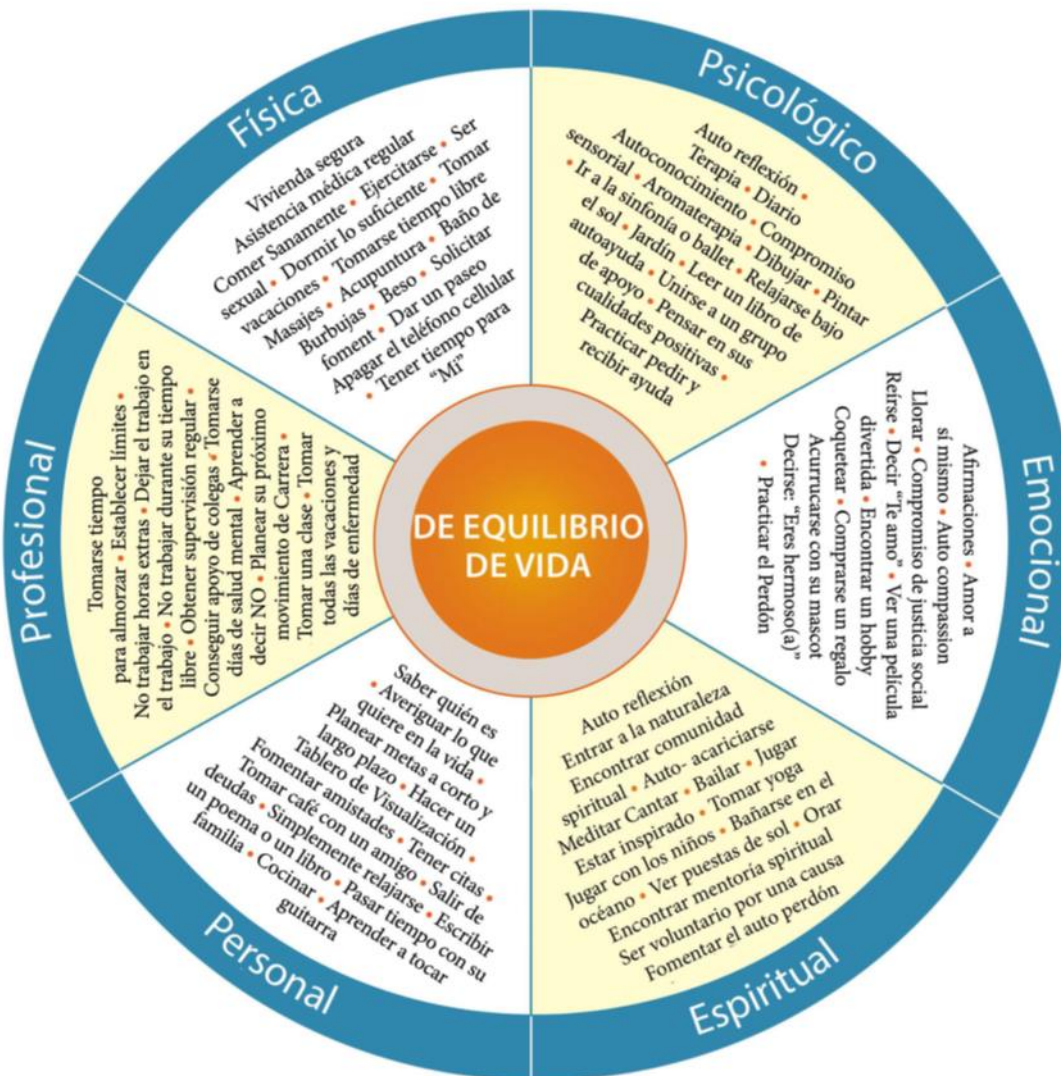 DE EQUILIBRIO
DE VIDA
Física
Vivienda segura
Asistencia médica regular
Comer Sanamente • Ejercitarse • Ser
sexual • Dormir lo suficiente • Tomar
vacaciones • Tomarse tiempo libre
Masajes • Acupuntura • Baño de
Burbujas • Beso • Solicitar
foment • Dar un paseo
Apagar el teléfono cellular
• Tener tiempo para
“Mi”
Psicológico
Auto reflexión •
Terapia • Diario
Autoconocimiento • Compromiso
sensorial • Aromaterapia • Dibujar • Pintar
• Ir a la sinfonía o ballet • Relajarse bajo
el sol • Jardín • Leer un libro de
autoayuda • Unirse a un grupo
de apoyo • Pensar en sus
cualidades positivas •
Practicar pedir y
recibir ayuda
Emocional
Afirmaciones • Amor a
sí mismo • Auto compassion
Llorar • Compromiso de justicia social
Reírse • Decir “Te amo” • Ver una película
divertida • Encontrar un hobby
Coquetear • Comprarse un regalo
Acurrucarse con su mascot
Decirse: “Eres hermoso(a)”
• Practicar el Perdón
Espiritual
Auto reflexión
Entrar a la naturaleza
Encontrar comunidad
spiritual • Auto- acariciarse
Meditar Cantar • Bailar • Jugar
Estar inspirado • Tomar yoga
Jugar con los niños • Bañarse en el
océano • Ver puestas de sol • Orar
Encontrar mentoría spiritual
Ser voluntario por una causa
Fomentar el auto perdón
Personal
Saber quién es
• Averiguar lo que
quiere en la vida •
Planear metas a corto y
largo plazo • Hacer un
Tablero de Visualización •
Fomentar amistades • Tener citas •
Tomar café con un amigo • Salir de
deudas • Simplemente relajarse • Escribir
un poema o un libro • Pasar tiempo con su
familia • Cocinar • Aprender a tocar
guitarra
Profesional
Tomarse tiempo
para almorzar • Establecer límites •
No trabajar horas extras • Dejar el trabajo en
el trabajo • No trabajar durante su tiempo
libre • Obtener supervisión regular •
Conseguir apoyo de colegas • Tomarse
días de salud mental • Aprender a
decir NO • Planear su próximo
movimiento de Carrera •
Tomar una clase • Tomar
todas las vacaciones y
días de enfermedad